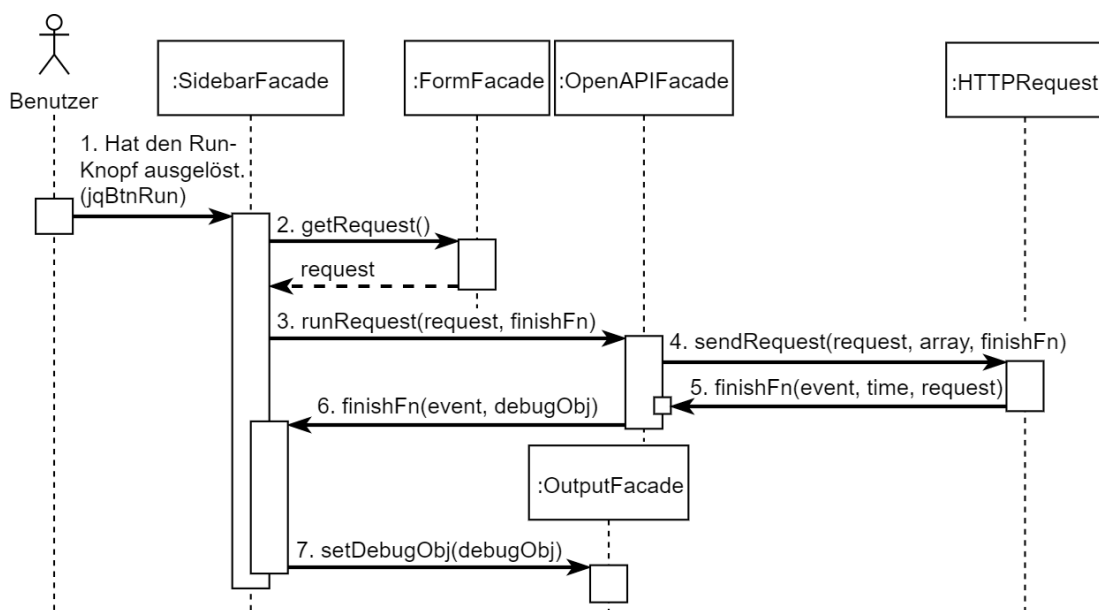 :SidebarFacade
:FormFacade
:OpenAPIFacade
:HTTPRequest
Benutzer
1. Hat den Run-
Knopf ausgelöst.
(jqBtnRun)
2. getRequest()
request
3. runRequest(request, finishFn)
4. sendRequest(request, array, finishFn)
5. finishFn(event, time, request)
6. finishFn(event, debugObj)
:OutputFacade
7. setDebugObj(debugObj)